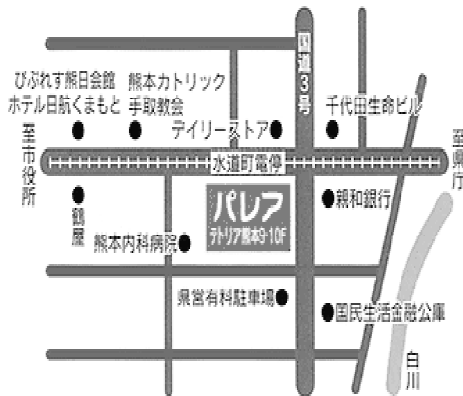 国道3号
びぷれす熊日会館
ホテル日航くまもと
熊本カトリック
手取教会
デイリーストア
千代田生命ビル
至市役所
水道町電停
至県庁
鶴屋
パレア
テトリア熊本9・10F
親和銀行
熊本内科病院
県営有料駐車場
国民生活金融公庫
白川